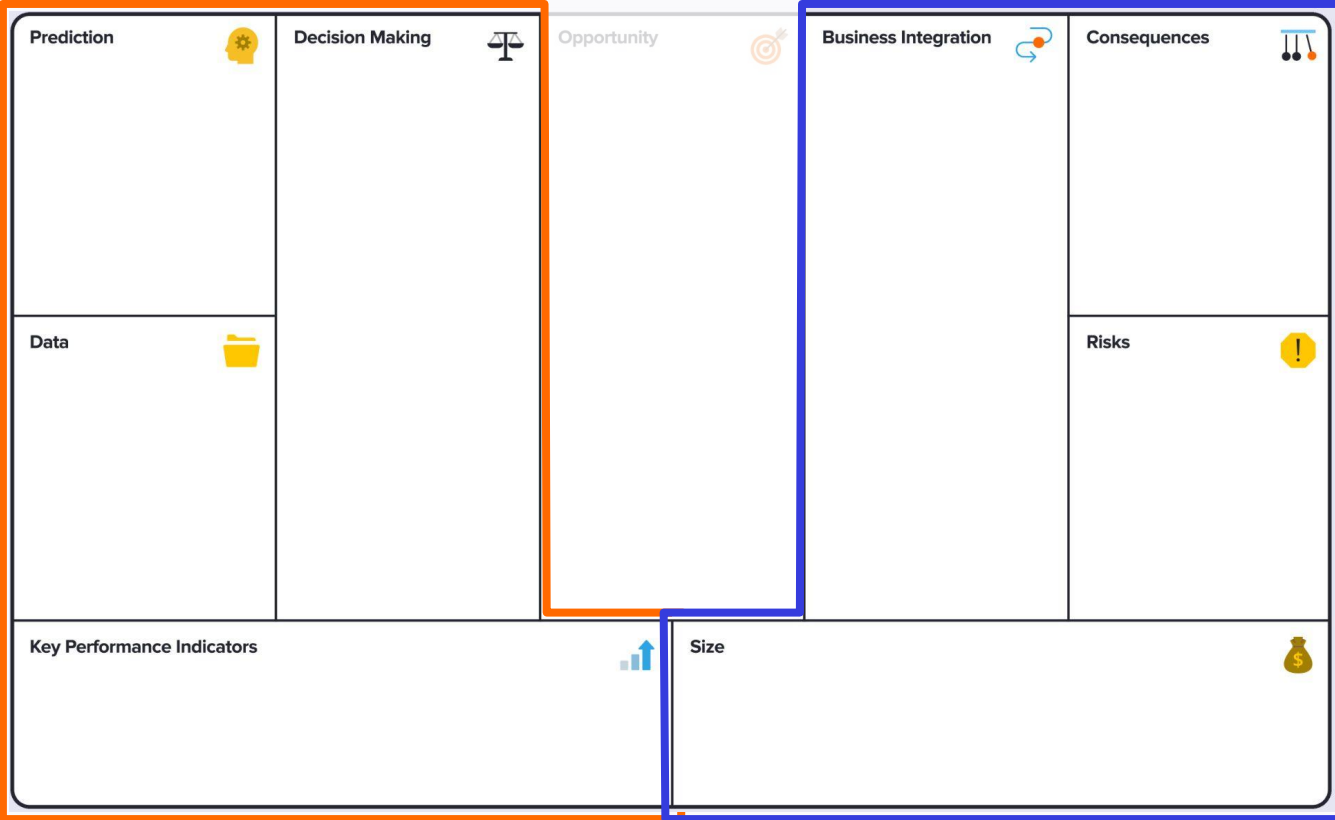 Prediction
Decision Making
Opportunity
Business Integration
Consequences
Data
Risks
!
Key Performance Indicators
Size
$